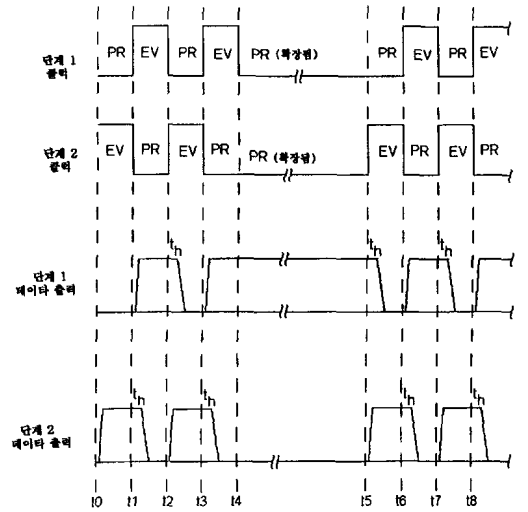 PR EV PR EV PR (확장됨) PR EV PR EV
단계 1
클럭
EV PR EV PR PR (확장됨) EV PR EV PR
단계 2
클럭
th th th
단계 1
데이타 출력
th th th th
단계 2
데이타 출력
t0 t1 t2 t3 t4 t5 t6 t7 t8